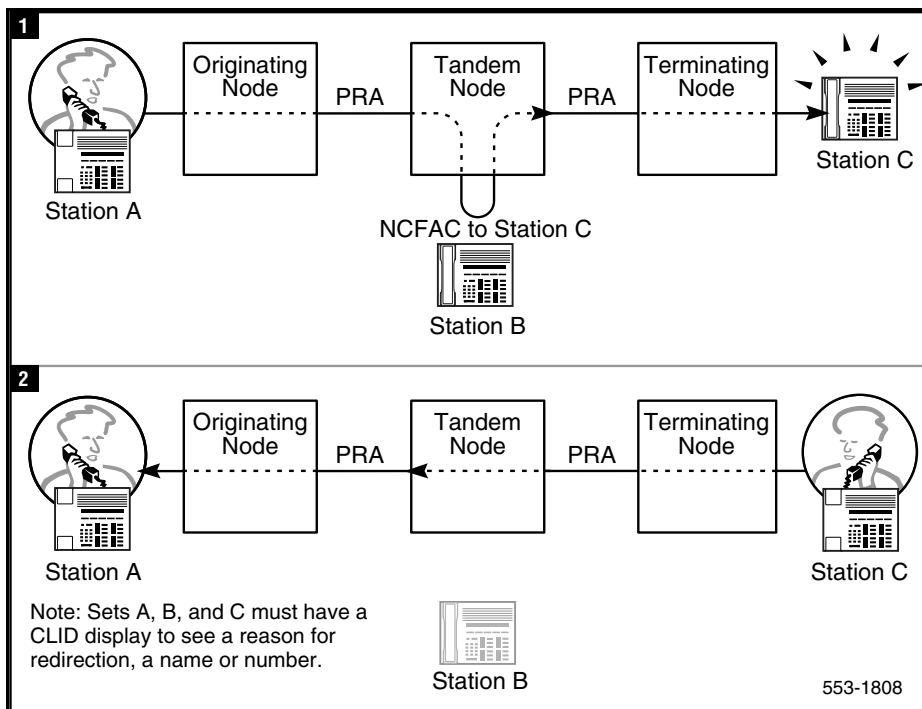 1
Originating
Node
PRA
Tandem
Node
PRA
Terminating
Node
Station A
Station C
NCFAC to Station C
Station B
2
Originating
Node
PRA
Tandem
Node
PRA
Terminating
Node
Station A
Station C
Note: Sets A, B, and C must have a
CLID display to see a reason for
redirection, a name or number.
Station B
553-1808